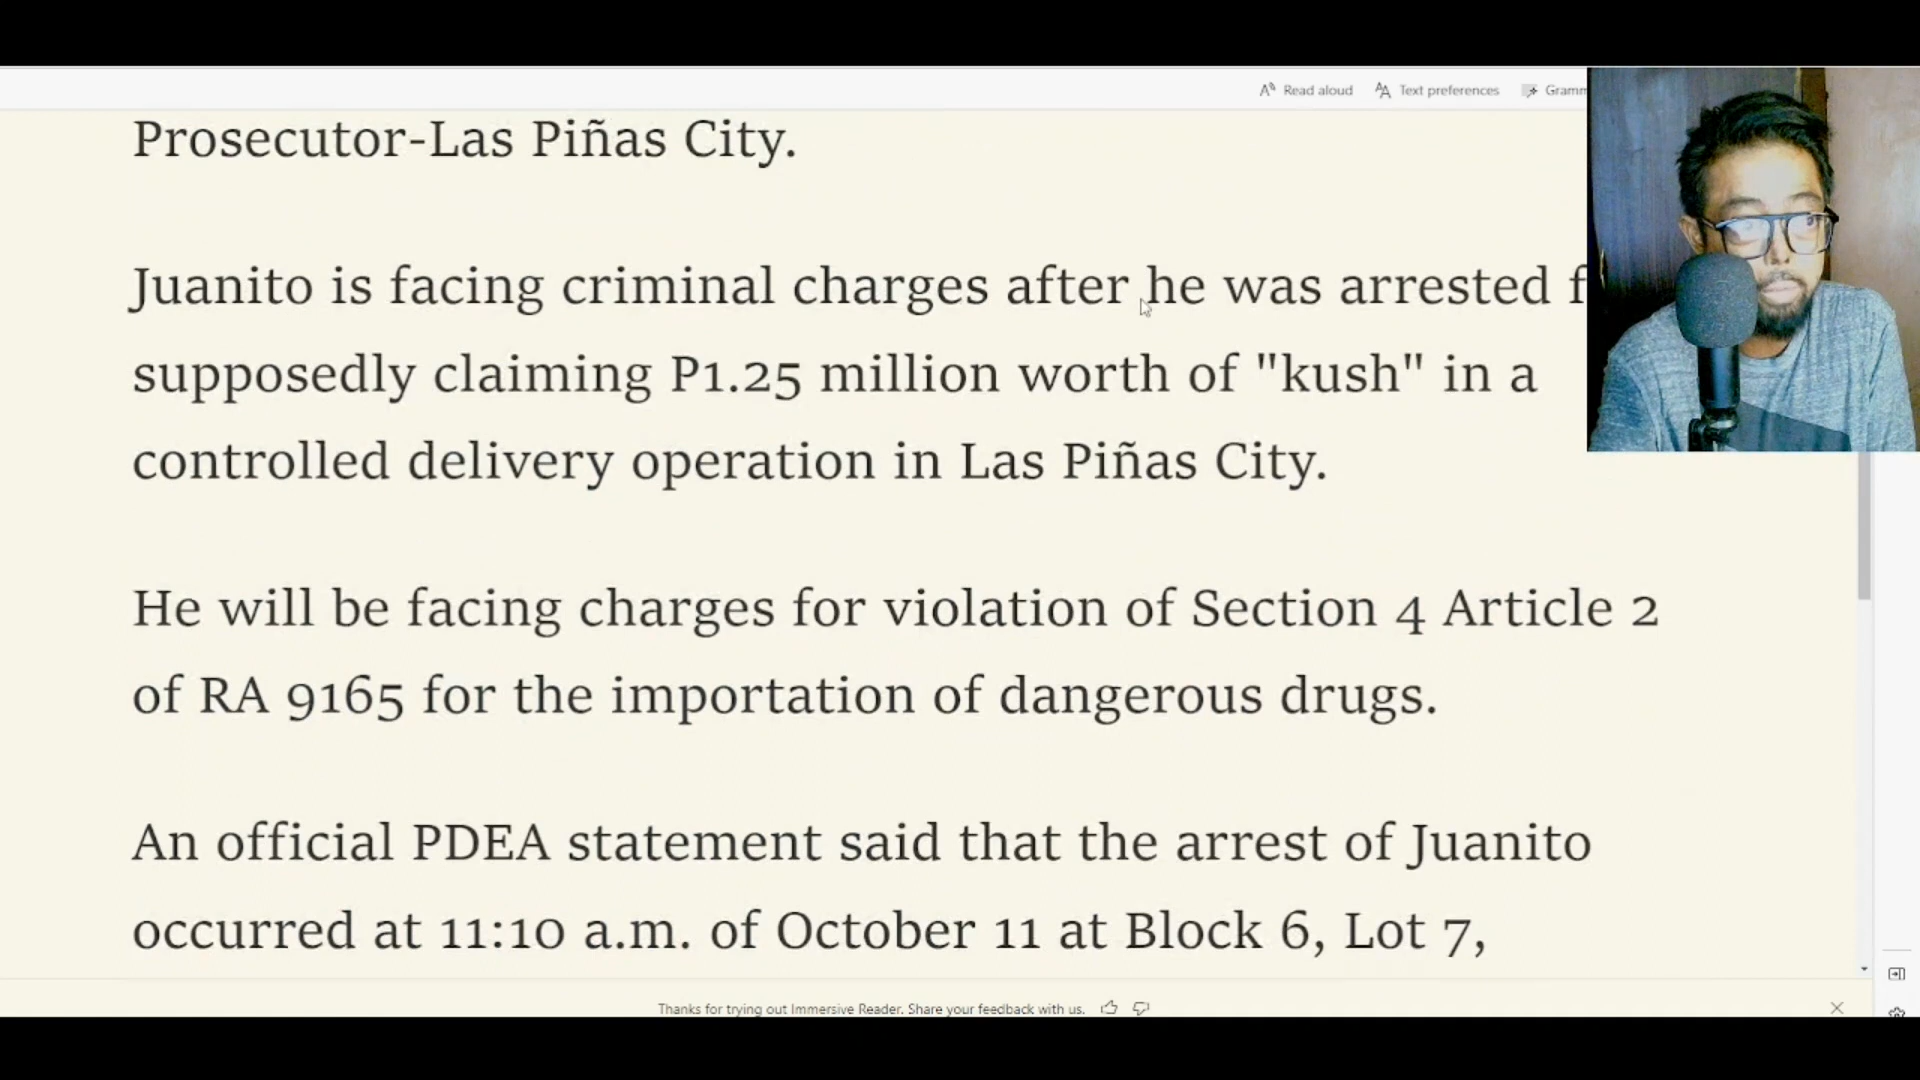 Read aloud
Text preferences
Gramm
Prosecutor-Las Piñas City.
Juanito is facing criminal charges after he was arrested f
supposedly claiming P1.25 million worth of "kush" in a
controlled delivery operation in Las Piñas City.
He will be facing charges for violation of Section 4 Article 2
of RA 9165 for the importation of dangerous drugs.
An official PDEA statement said that the arrest of Juanito
occurred at 11:10 a.m. of October 11 at Block 6, Lot 7,
Thanks for trying out Immersive Reader. Share your feedback with us.